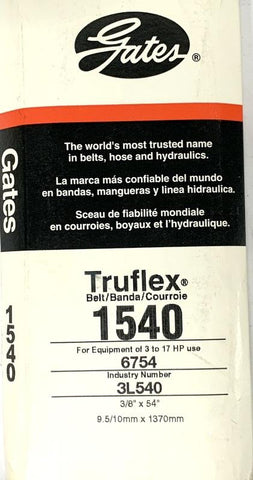 Gates®
The world's most trusted name
in belts, hose and hydraulics.
La marca más confiable del mundo
en bandas, mangueras y linea hidraulica.
Sceau de fiabilité mondiale
en courroies, boyaux et l'hydraulique.
Truflex®
Belt/Banda/Courroie
1540
For Equipment of 3 to 17 HP use
6754
Industry Number
3L540
3/8" x 54"
9.5/10mm x 1370mm
Gates
1540